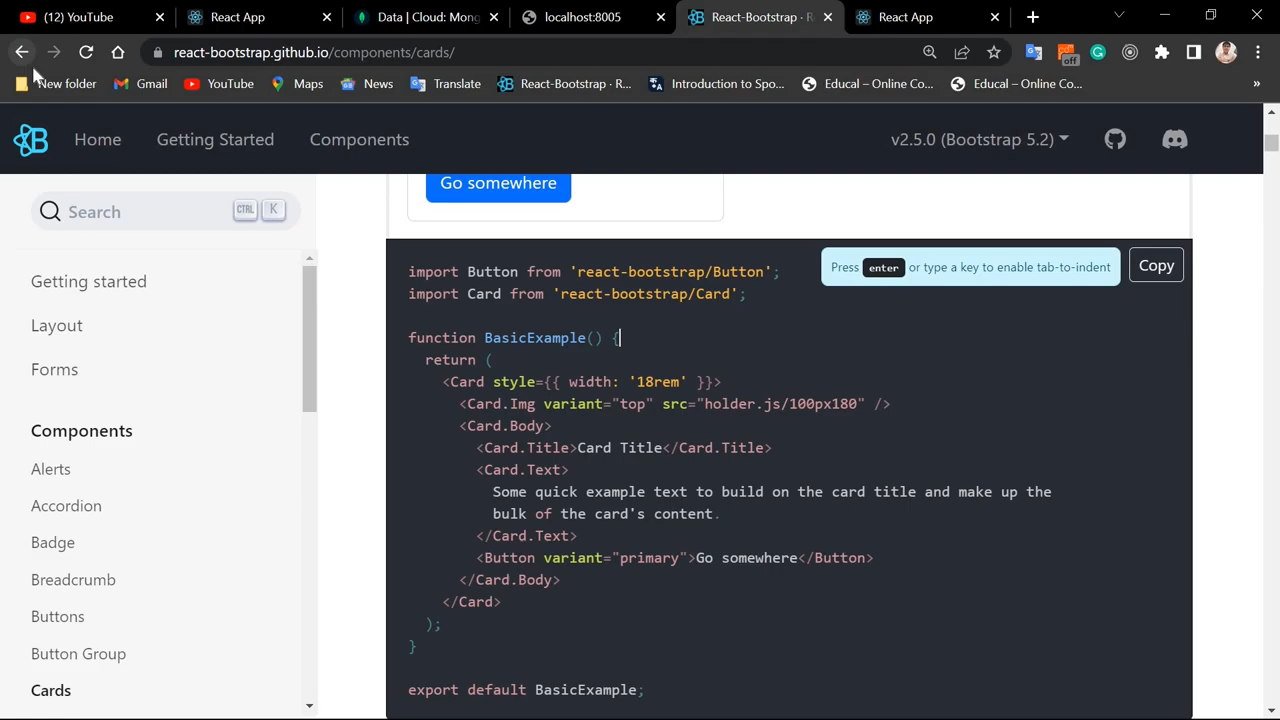 (12) YouTube
React App
Data | Cloud: Mong
localhost:8005
React-Bootstrap · R
React App
react-bootstrap.github.io/components/cards/
off
New folder
Gmail
YouTube
Maps
News
Translate
React-Bootstrap · R...
Introduction to Spo...
Educal – Online Co...
Educal – Online Co...
»
B
Home
Getting Started
Components
v2.5.0 (Bootstrap 5.2)
Search
CTRL
K
Getting started
Layout
Forms
Components
Alerts
Accordion
Badge
Breadcrumb
Buttons
Button Group
Cards
Go somewhere
Press enter or type a key to enable tab-to-indent
Copy
import Button from 'react-bootstrap/Button';
import Card from 'react-bootstrap/Card';
function BasicExample() {
return (
<Card style={{ width: '18rem' }}>
<Card.Img variant="top" src="holder.js/100px180" />
<Card.Body>
<Card.Title>Card Title</Card.Title>
<Card.Text>
Some quick example text to build on the card title and make up the
bulk of the card's content.
</Card.Text>
<Button variant="primary">Go somewhere</Button>
</Card.Body>
</Card>
);
}
export default BasicExample;